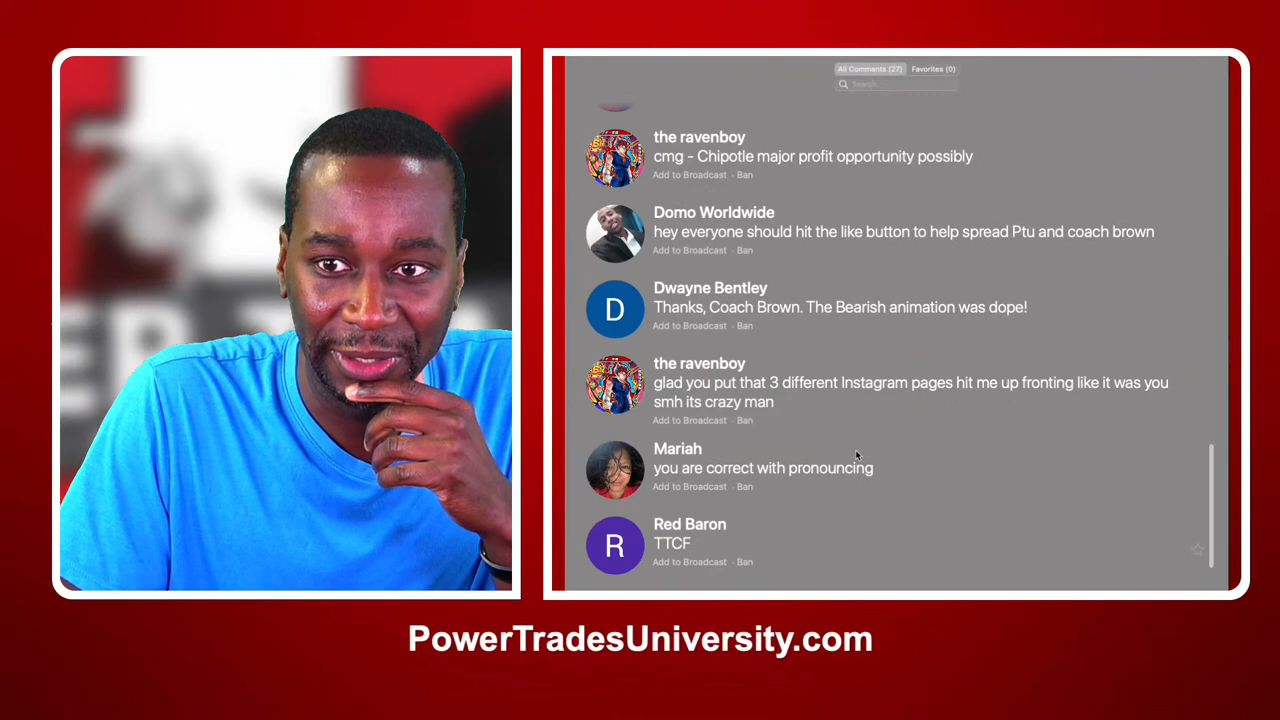 All Comments (27) Favorites (0)
Search
the ravenboy
cmg - Chipotle major profit opportunity possibly
Add to Broadcast · Ban
Domo Worldwide
hey everyone should hit the like button to help spread Ptu and coach brown
Add to Broadcast · Ban
D
Dwayne Bentley
Thanks, Coach Brown. The Bearish animation was dope!
Add to Broadcast · Ban
the ravenboy
glad you put that 3 different Instagram pages hit me up fronting like it was you
smh its crazy man
Add to Broadcast · Ban
Mariah
you are correct with pronouncing
Add to Broadcast · Ban
R
Red Baron
TTCF
Add to Broadcast · Ban
PowerTradesUniversity.com